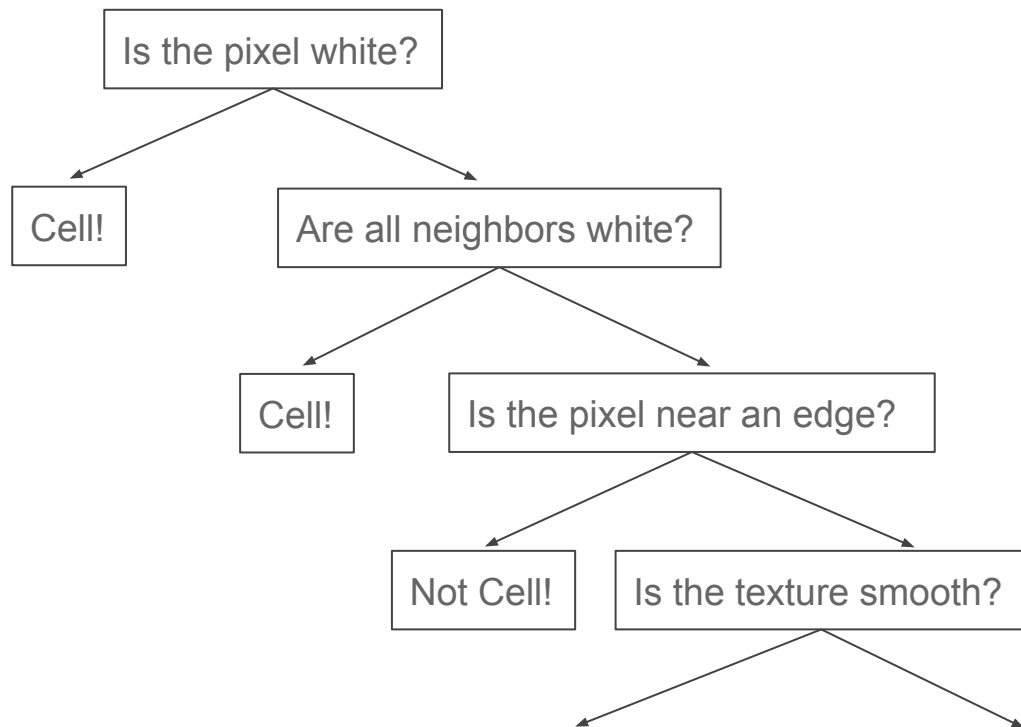 Is the pixel white?
Cell!
Are all neighbors white?
Cell!
Is the pixel near an edge?
Not Cell!
Is the texture smooth?